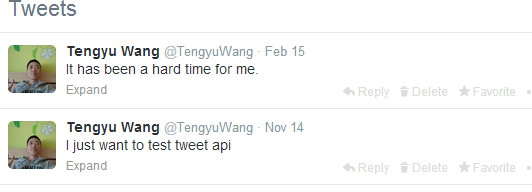 Tweets
Tengyu Wang @TengyuWang · Feb 15
It has been a hard time for me.
Expand
Reply Delete Favorite
Tengyu Wang @TengyuWang · Nov 14
I just want to test tweet api
Expand
Reply Delete Favorite